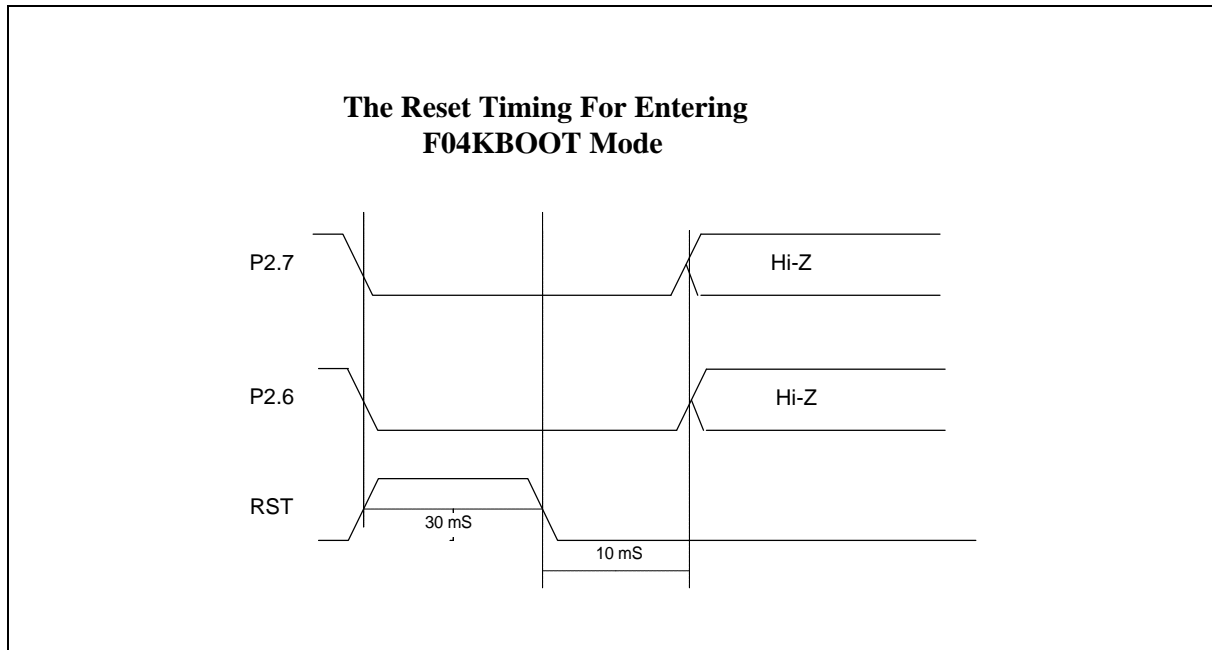 The Reset Timing For Entering
F04KBOOT Mode
P2.7
Hi-Z
P2.6
Hi-Z
RST
30 mS
10 mS